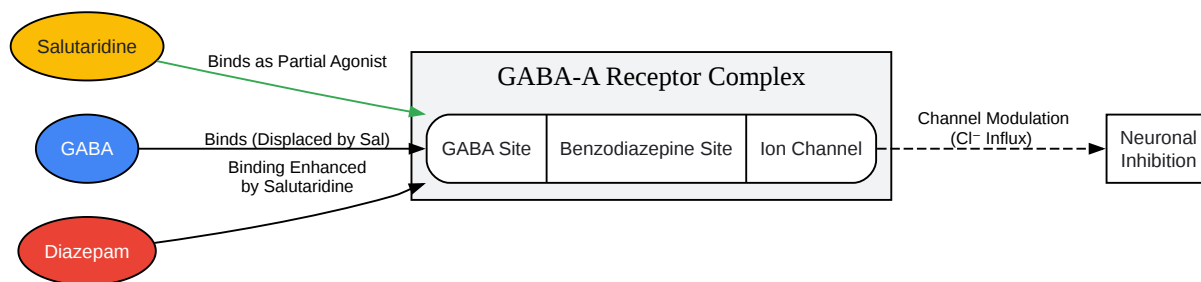 Salutaridine
Binds as Partial Agonist
GABA-A Receptor Complex
GABA
Binds (Displaced by Sal)
Binding Enhanced
by Salutaridine
GABA Site
Benzodiazepine Site
Ion Channel
Channel Modulation
(Cl⁻ Influx)
Neuronal
Inhibition
Diazepam